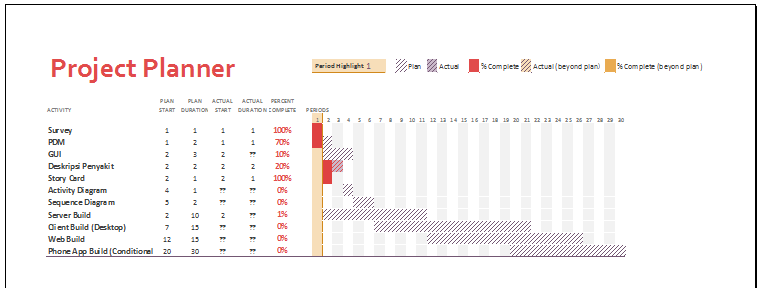 Project Planner
Period Highlight 1 Plan Actual % Complete Actual (beyond plan) % Complete (beyond plan)
PLAN PLAN ACTUAL ACTUAL PERCENT
ACTIVITY START DURATION START DURATION COMPLETE PERIODS
1 2 3 4 5 6 7 8 9 10 11 12 13 14 15 16 17 18 19 20 21 22 23 24 25 26 27 28 29 30
Survey 1 1 1 1 100%
PDM 1 2 1 1 70%
GUI 2 3 2 ?? 10%
Deskripsi Penyakit 2 2 2 2 20%
Story Card 2 1 2 1 100%
Activity Diagram 4 1 ?? ?? 0%
Sequence Diagram 5 2 ?? ?? 0%
Server Build 2 10 2 ?? 1%
Client Build (Desktop) 7 15 ?? ?? 0%
Web Build 12 15 ?? ?? 0%
Phone App Build (Conditional 20 30 ?? ?? 0%